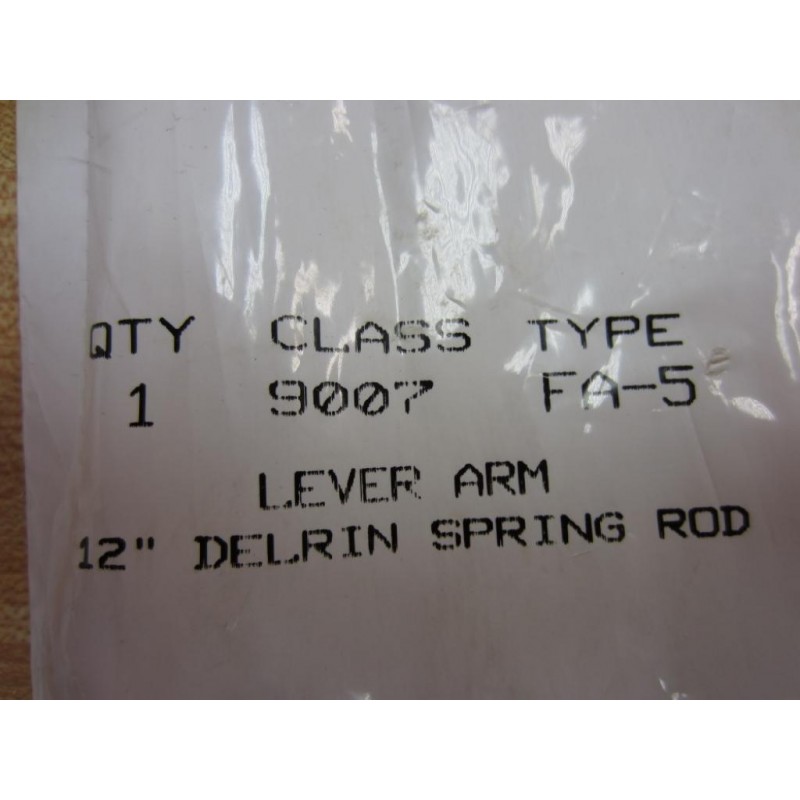 QTY CLASS TYPE
1 9007 FA-5
LEVER ARM
12" DELRIN SPRING ROD